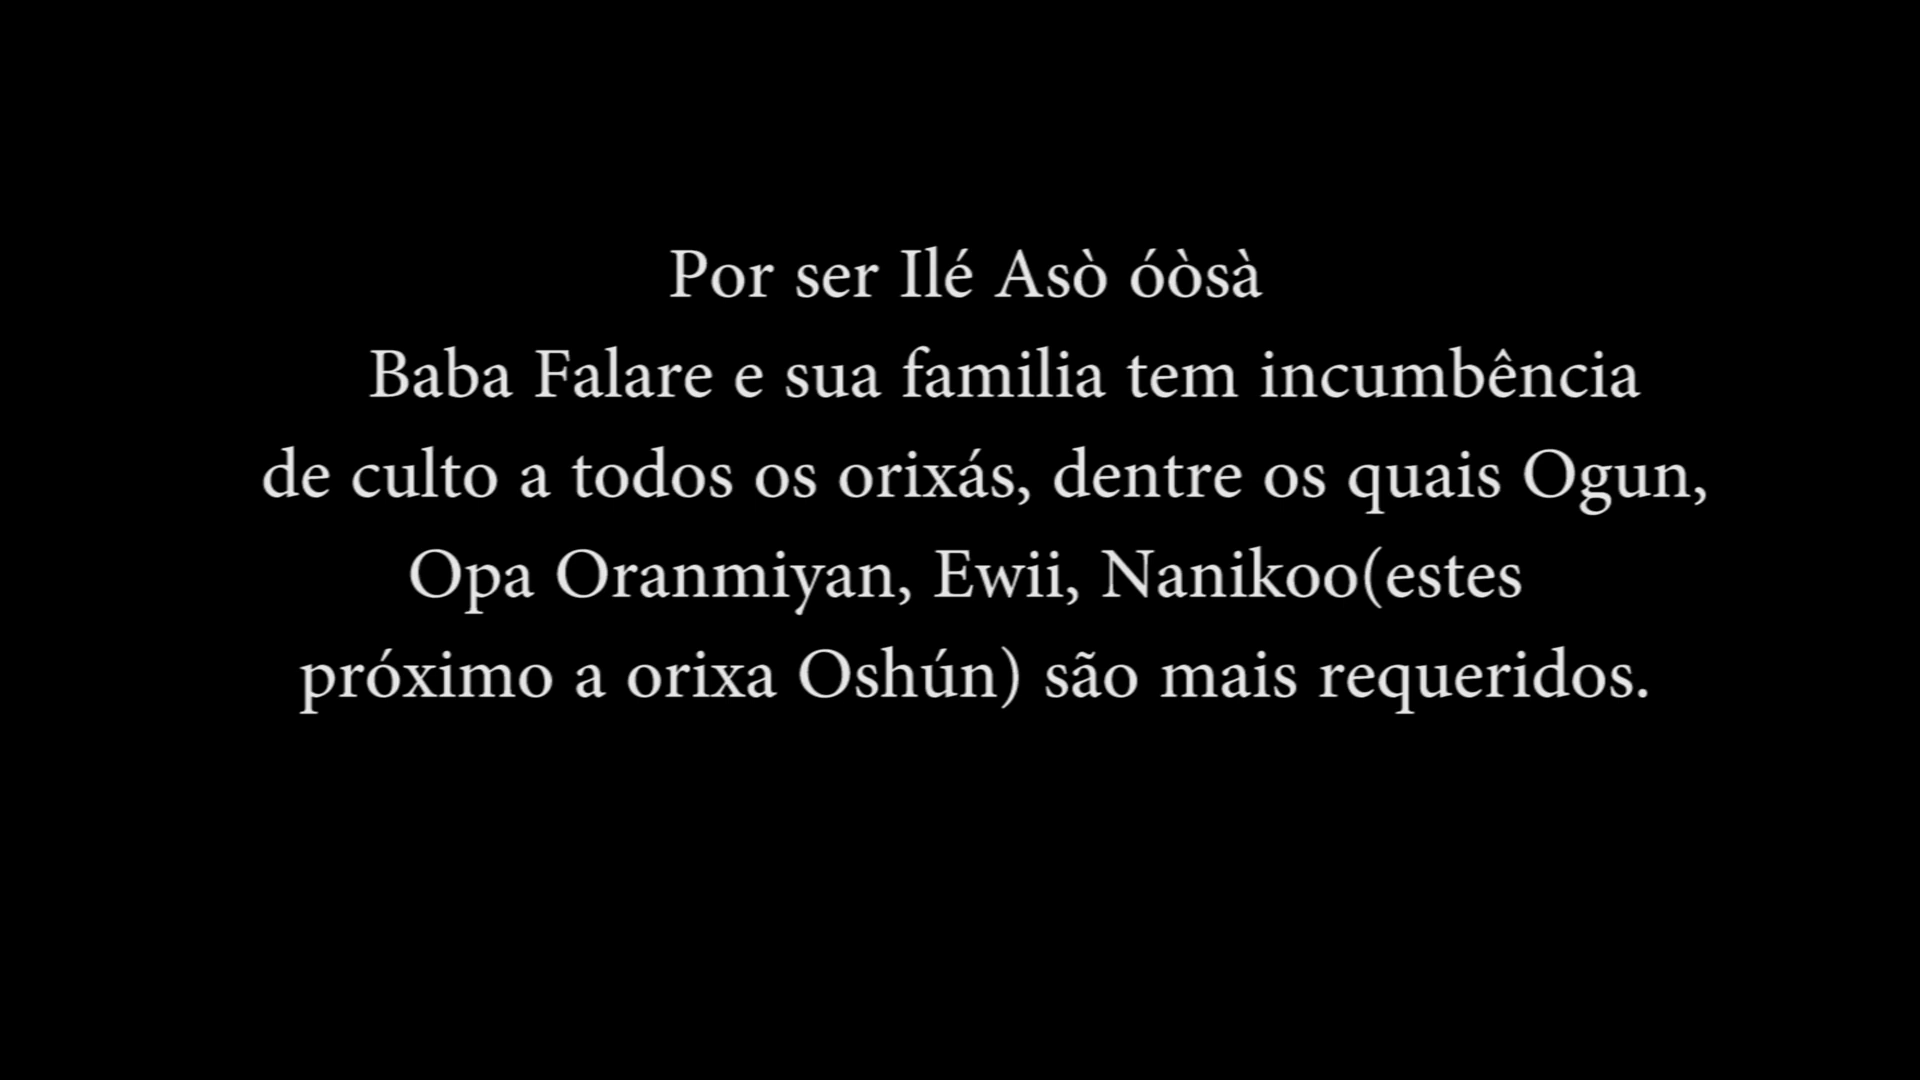 Por ser Ilé Asò óòsà
Baba Falare e sua familia tem incumbência
de culto a todos os orixás, dentre os quais Ogun,
Opa Oranmiyan, Ewii, Nanikoo(estes
próximo a orixa Oshún) são mais requeridos.